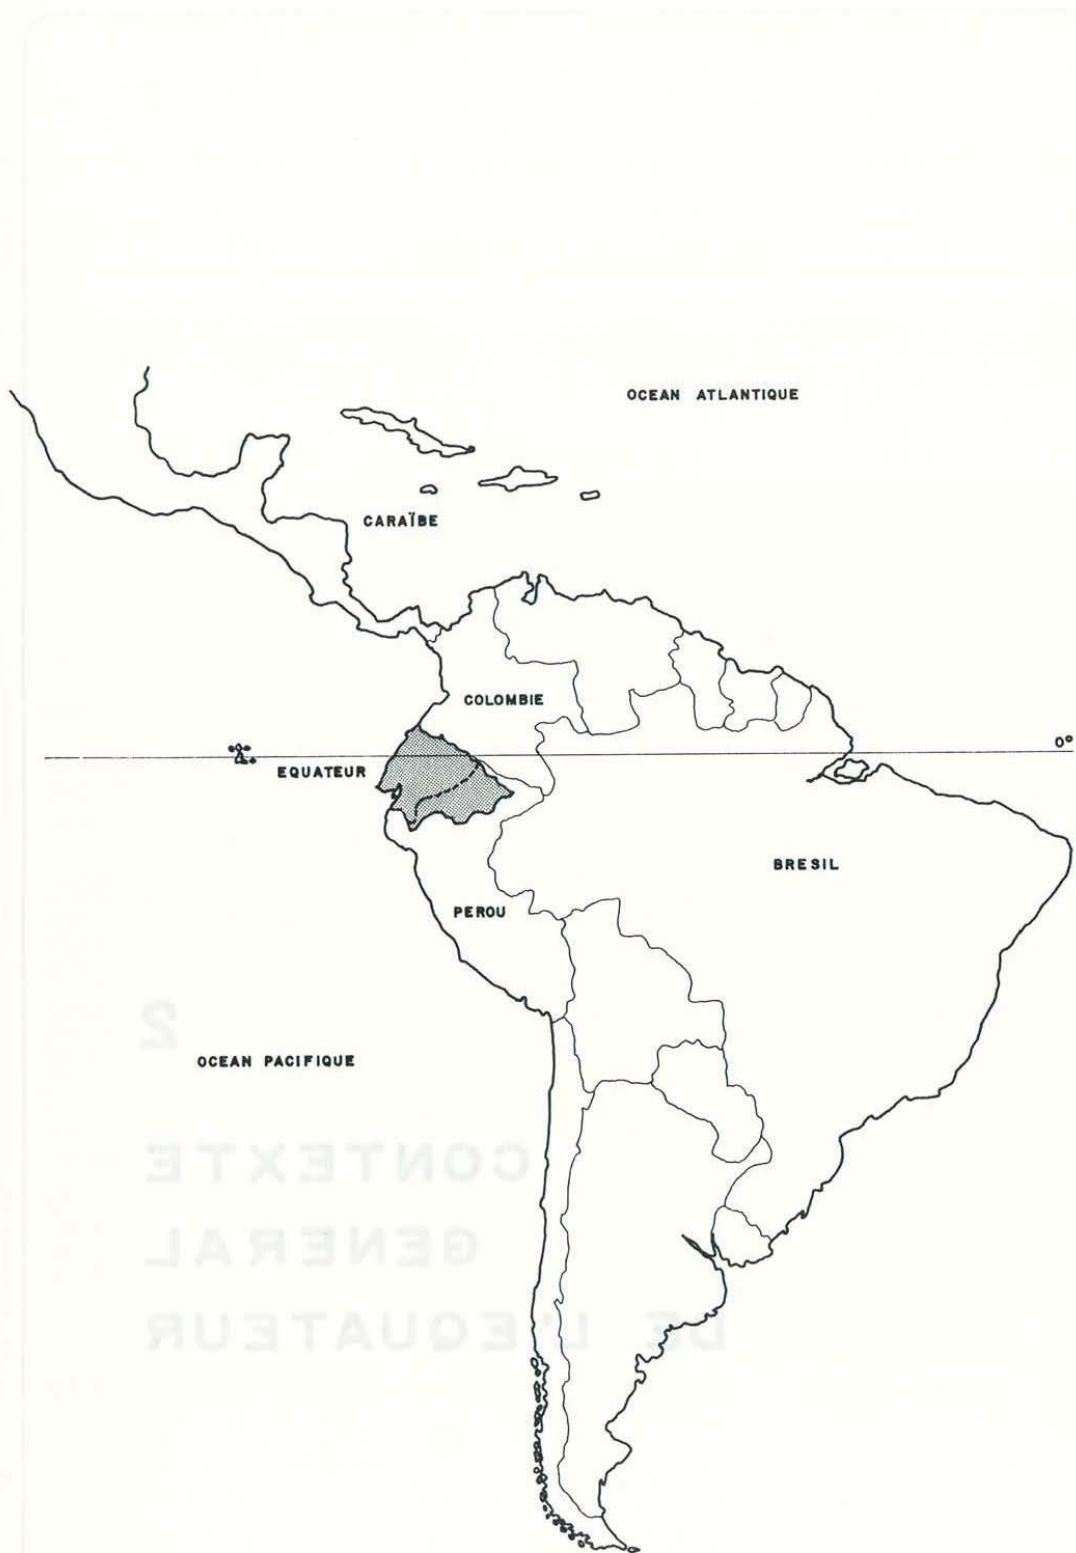 OCEAN ATLANTIQUE
CARAÏBE
COLOMBIE
0°
EQUATEUR
BRESIL
PEROU
2
OCEAN PACIFIQUE
CONTEXTE
GENERAL
DE L'EQUATEUR